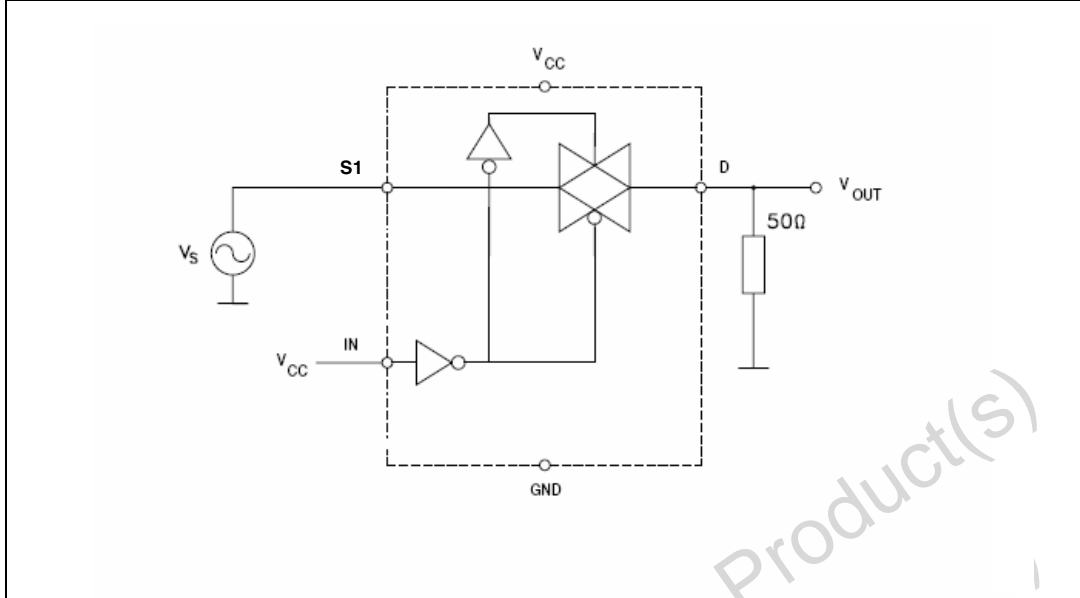 VCC
S1
D
VOUT
50Ω
VS
IN
VCC
GND
Product(s)